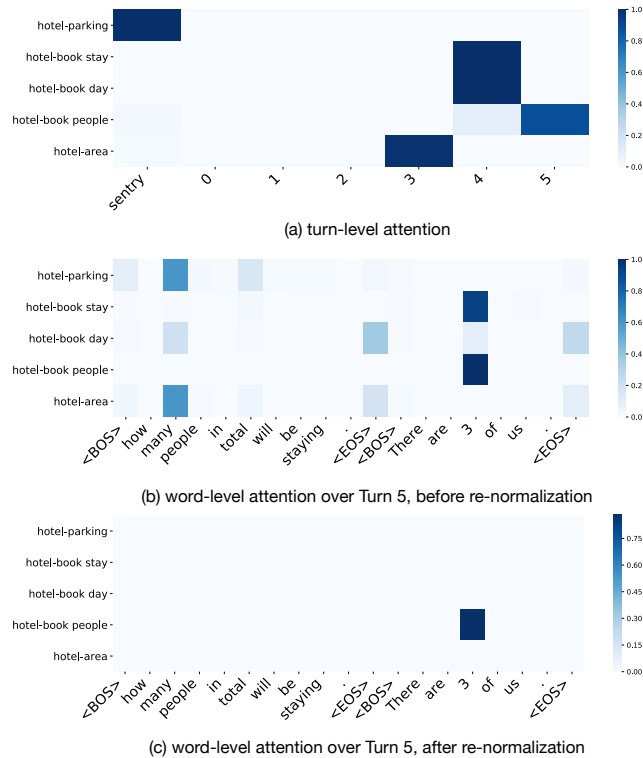 hotel-parking
hotel-book stay
hotel-book day
hotel-book people
hotel-area
sentry 0 1 2 3 4 5
1.0
0.8
0.6
0.4
0.2
0.0
(a) turn-level attention
hotel-parking
hotel-book stay
hotel-book day
hotel-book people
hotel-area
<BOS> how many people in total will be staying . <EOS> <BOS> There are 3 of us . <EOS>
1.0
0.8
0.6
0.4
0.2
0.0
(b) word-level attention over Turn 5, before re-normalization
hotel-parking
hotel-book stay
hotel-book day
hotel-book people
hotel-area
<BOS> how many people in total will be staying . <EOS> <BOS> There are 3 of us . <EOS>
0.75
0.60
0.45
0.30
0.15
0.00
(c) word-level attention over Turn 5, after re-normalization